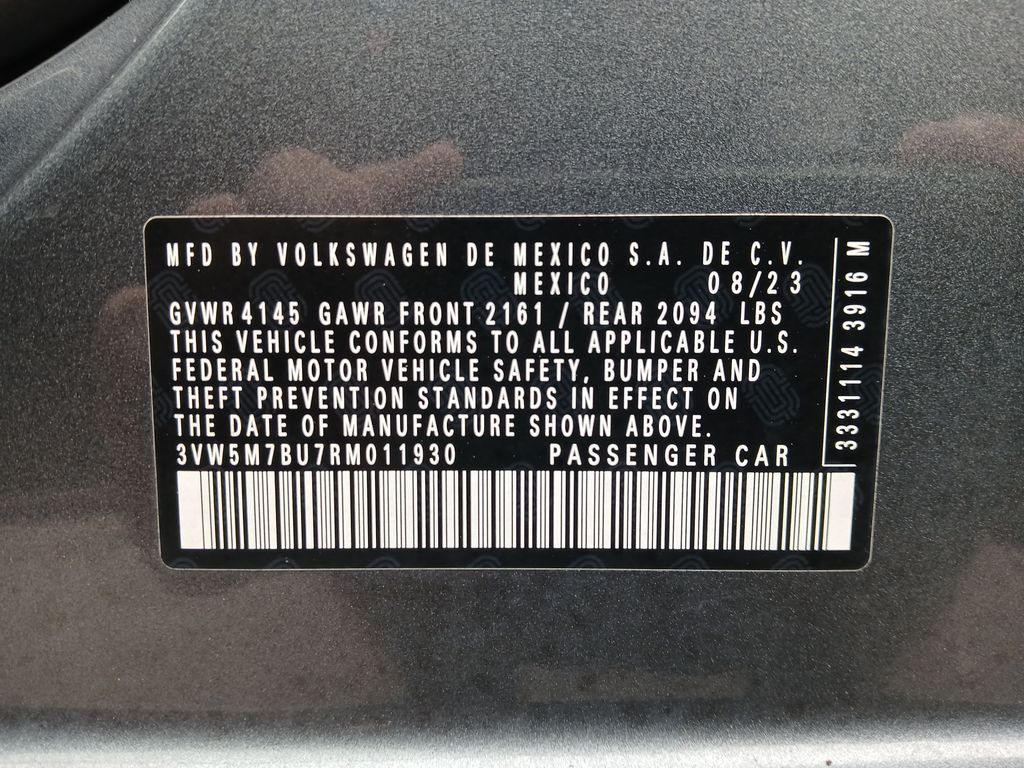 MFD BY VOLKSWAGEN DE MEXICO S.A. DE C.V.
MEXICO 08/23
GVWR 4145 GAWR FRONT 2161 / REAR 2094 LBS
THIS VEHICLE CONFORMS TO ALL APPLICABLE U.S.
FEDERAL MOTOR VEHICLE SAFETY, BUMPER AND
THEFT PREVENTION STANDARDS IN EFFECT ON
THE DATE OF MANUFACTURE SHOWN ABOVE.
3VW5M7BU7RM011930 PASSENGER CAR
3331114 3916 M